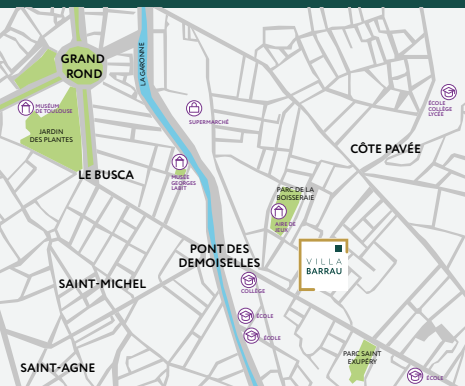 LA GARONNE
GRAND
ROND
MUSÉUM
DE TOULOUSE
SUPERMARCHÉ
ÉCOLE
COLLÈGE
LYCÉE
JARDIN
DES PLANTES
CÔTE PAVÉE
LE BUSCA
MUSÉE
GEORGES
LABIT
PARC DE LA
BOISSERAIE
AIRE DE
JEUX
PONT DES
DEMOISELLES
VILLA
BARRAU
SAINT-MICHEL
COLLÈGE
ÉCOLE
ÉCOLE
PARC SAINT
EXUPÉRY
SAINT-AGNE
ÉCOLE